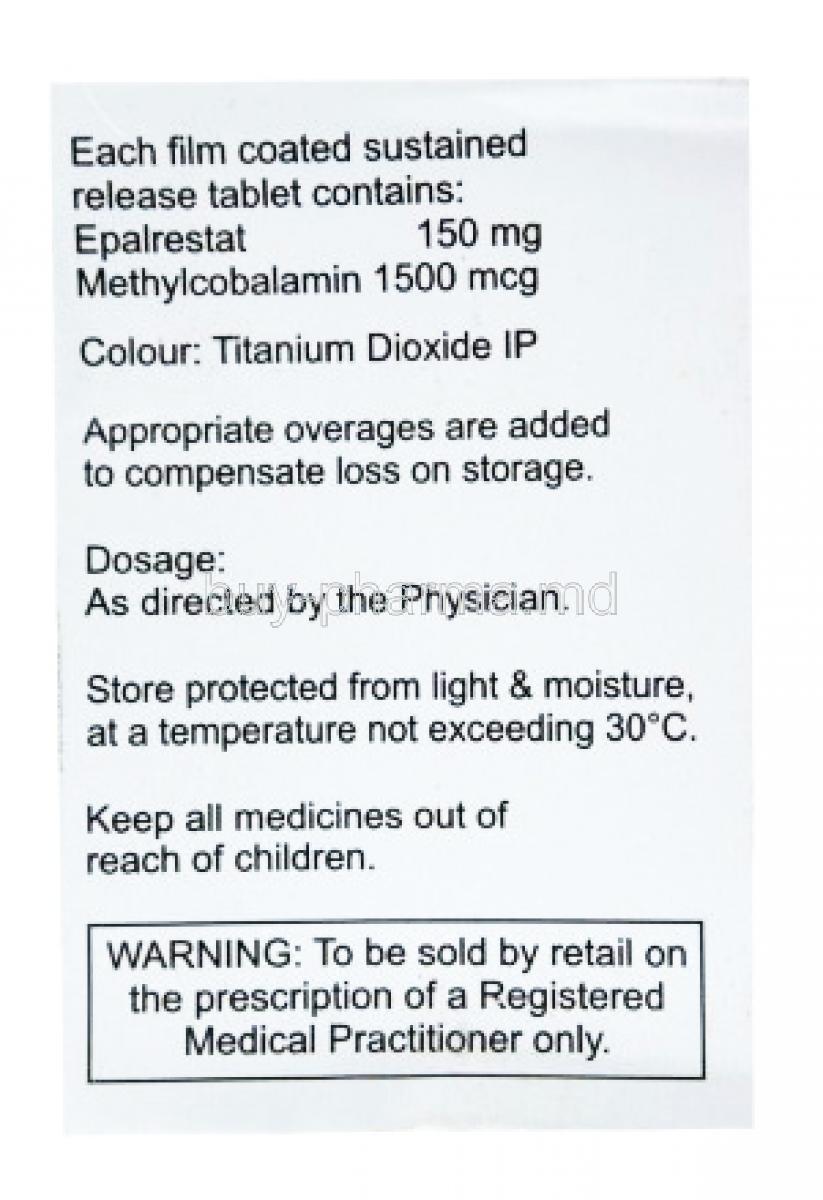 Each film coated sustained
release tablet contains:
Epalrestat 150 mg
Methylcobalamin 1500 mcg
Colour: Titanium Dioxide IP
Appropriate overages are added
to compensate loss on storage.
Dosage:
As directed by the Physician.
buy-pharma.md
Store protected from light & moisture,
at a temperature not exceeding 30°C.
Keep all medicines out of
reach of children.
WARNING: To be sold by retail on
the prescription of a Registered
Medical Practitioner only.